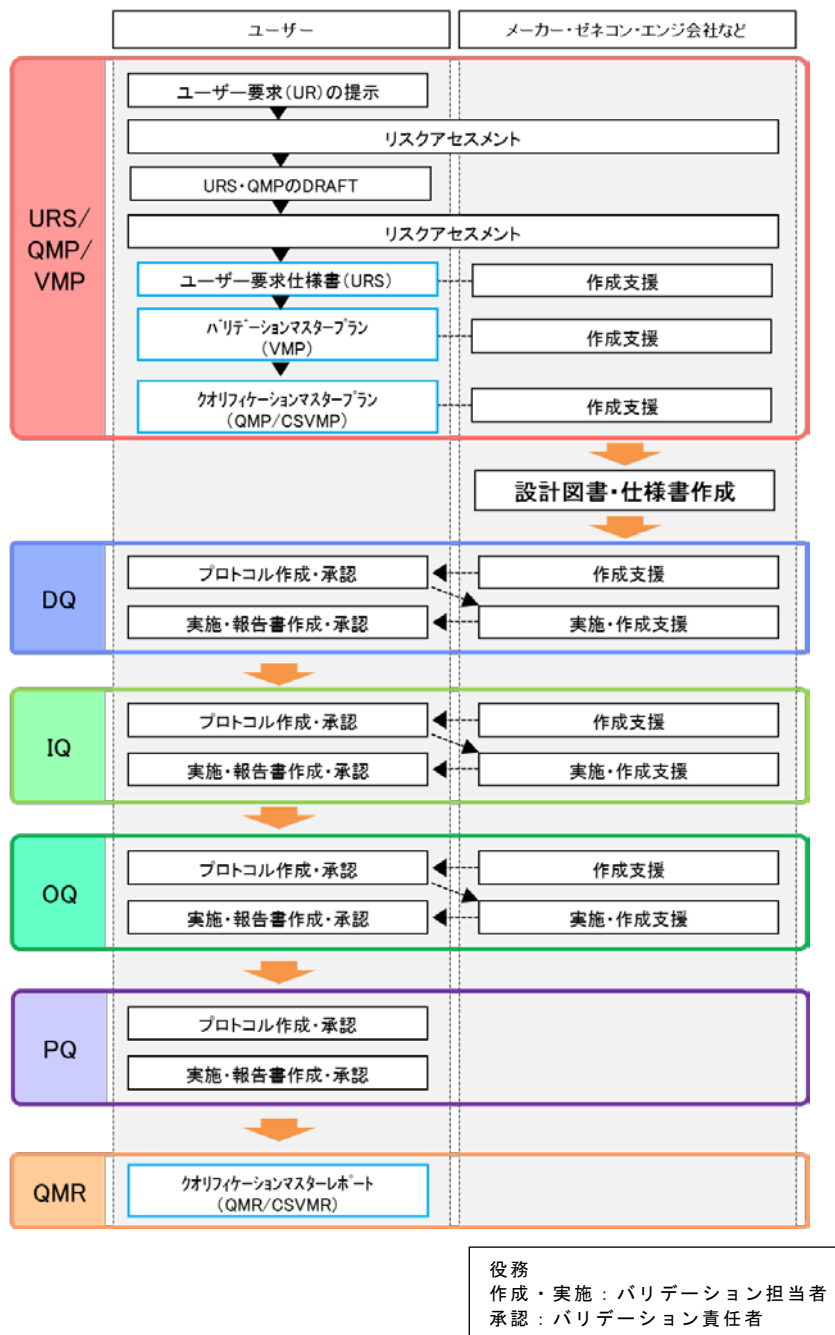 ユーザー
メーカー・ゼネコン・エンジ会社など
URS/
QMP/
VMP
ユーザー要求(UR)の提示
リスクアセスメント
URS・QMPのDRAFT
リスクアセスメント
ユーザー要求仕様書(URS)
作成支援
ﾊﾞﾘﾃﾞｰｼｮﾝﾏｽﾀｰﾌﾟﾗﾝ
(VMP)
作成支援
ｸｵﾘﾌｨｹｰｼｮﾝﾏｽﾀｰﾌﾟﾗﾝ
(QMP/CSVMP)
作成支援
設計図書・仕様書作成
DQ
プロトコル作成・承認
作成支援
実施・報告書作成・承認
実施・作成支援
IQ
プロトコル作成・承認
作成支援
実施・報告書作成・承認
実施・作成支援
OQ
プロトコル作成・承認
作成支援
実施・報告書作成・承認
実施・作成支援
PQ
プロトコル作成・承認
実施・報告書作成・承認
QMR
ｸｵﾘﾌｨｹｰｼｮﾝﾏｽﾀｰﾚﾎﾟｰﾄ
(QMR/CSVMR)
役務
作成・実施：バリデーション担当者
承認：バリデーション責任者